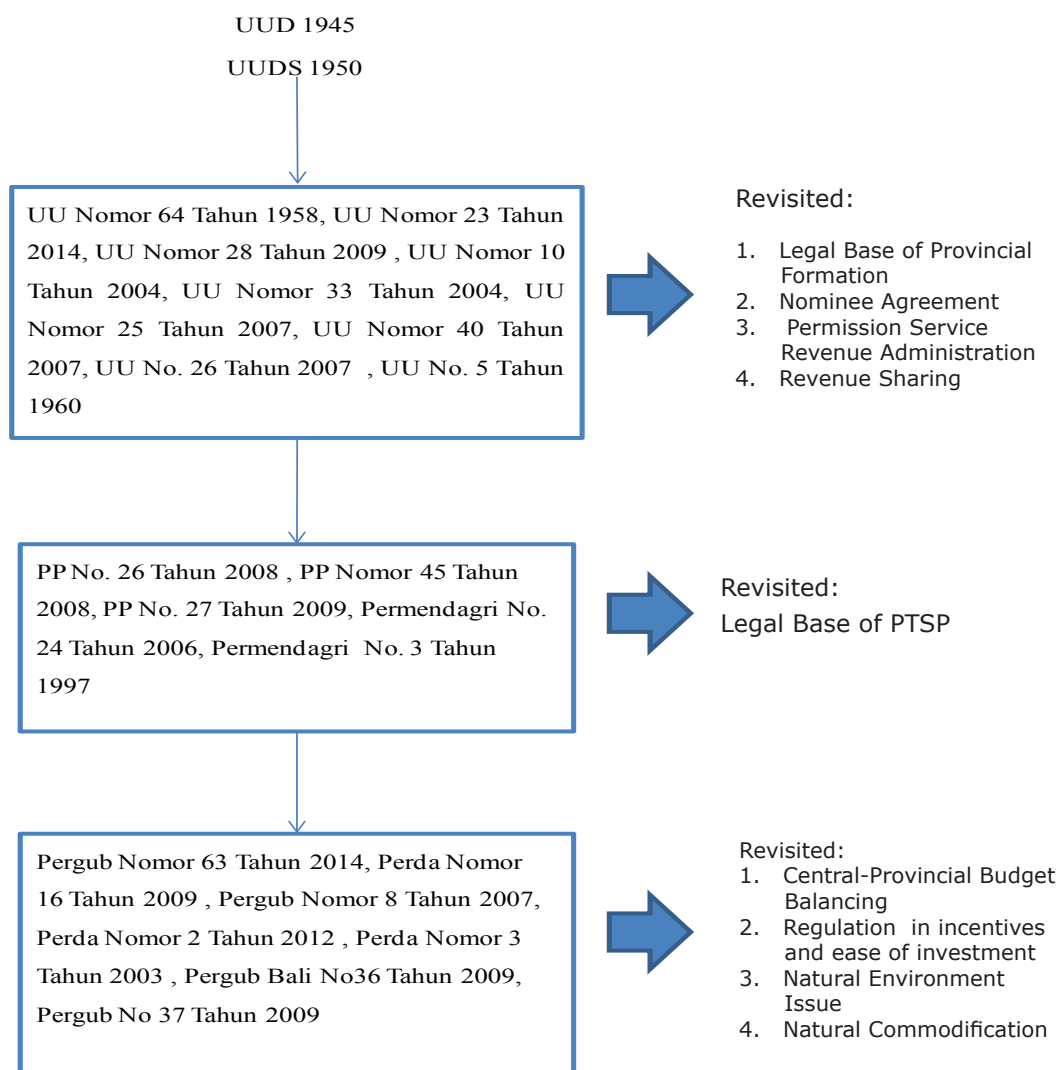 UUD 1945
UUDS 1950
UU Nomor 64 Tahun 1958, UU Nomor 23 Tahun
2014, UU Nomor 28 Tahun 2009 , UU Nomor 10
Tahun 2004, UU Nomor 33 Tahun 2004, UU
Nomor 25 Tahun 2007, UU Nomor 40 Tahun
2007, UU No. 26 Tahun 2007 , UU No. 5 Tahun
1960
Revisited:
1. Legal Base of Provincial
Formation
2. Nominee Agreement
3. Permission Service
Revenue Administration
4. Revenue Sharing
PP No. 26 Tahun 2008 , PP Nomor 45 Tahun
2008, PP No. 27 Tahun 2009, Permendagri No.
24 Tahun 2006, Permendagri No. 3 Tahun
1997
Revisited:
Legal Base of PTSP
Pergub Nomor 63 Tahun 2014, Perda Nomor
16 Tahun 2009 , Pergub Nomor 8 Tahun 2007,
Perda Nomor 2 Tahun 2012 , Perda Nomor 3
Tahun 2003 , Pergub Bali No36 Tahun 2009,
Pergub No 37 Tahun 2009
Revisited:
1. Central-Provincial Budget
Balancing
2. Regulation in incentives
and ease of investment
3. Natural Environment
Issue
4. Natural Commodification